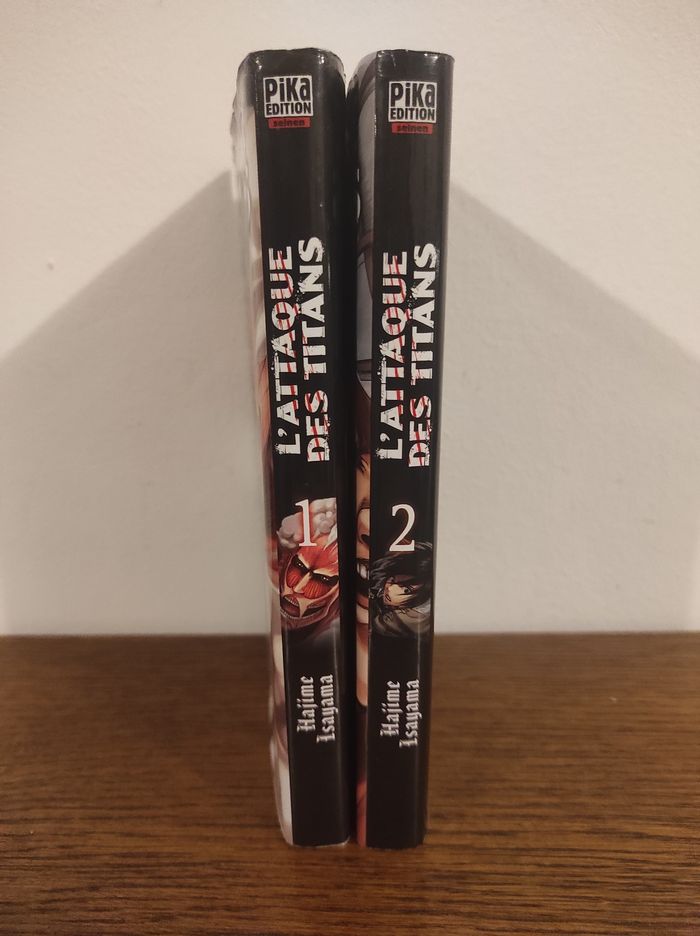 PiKa
EDITION
seinen
L'ATTAQUE
DES TITANS
1
Hajime
Isayama
PiKa
EDITION
seinen
L'ATTAQUE
DES TITANS
2
Hajime
Isayama